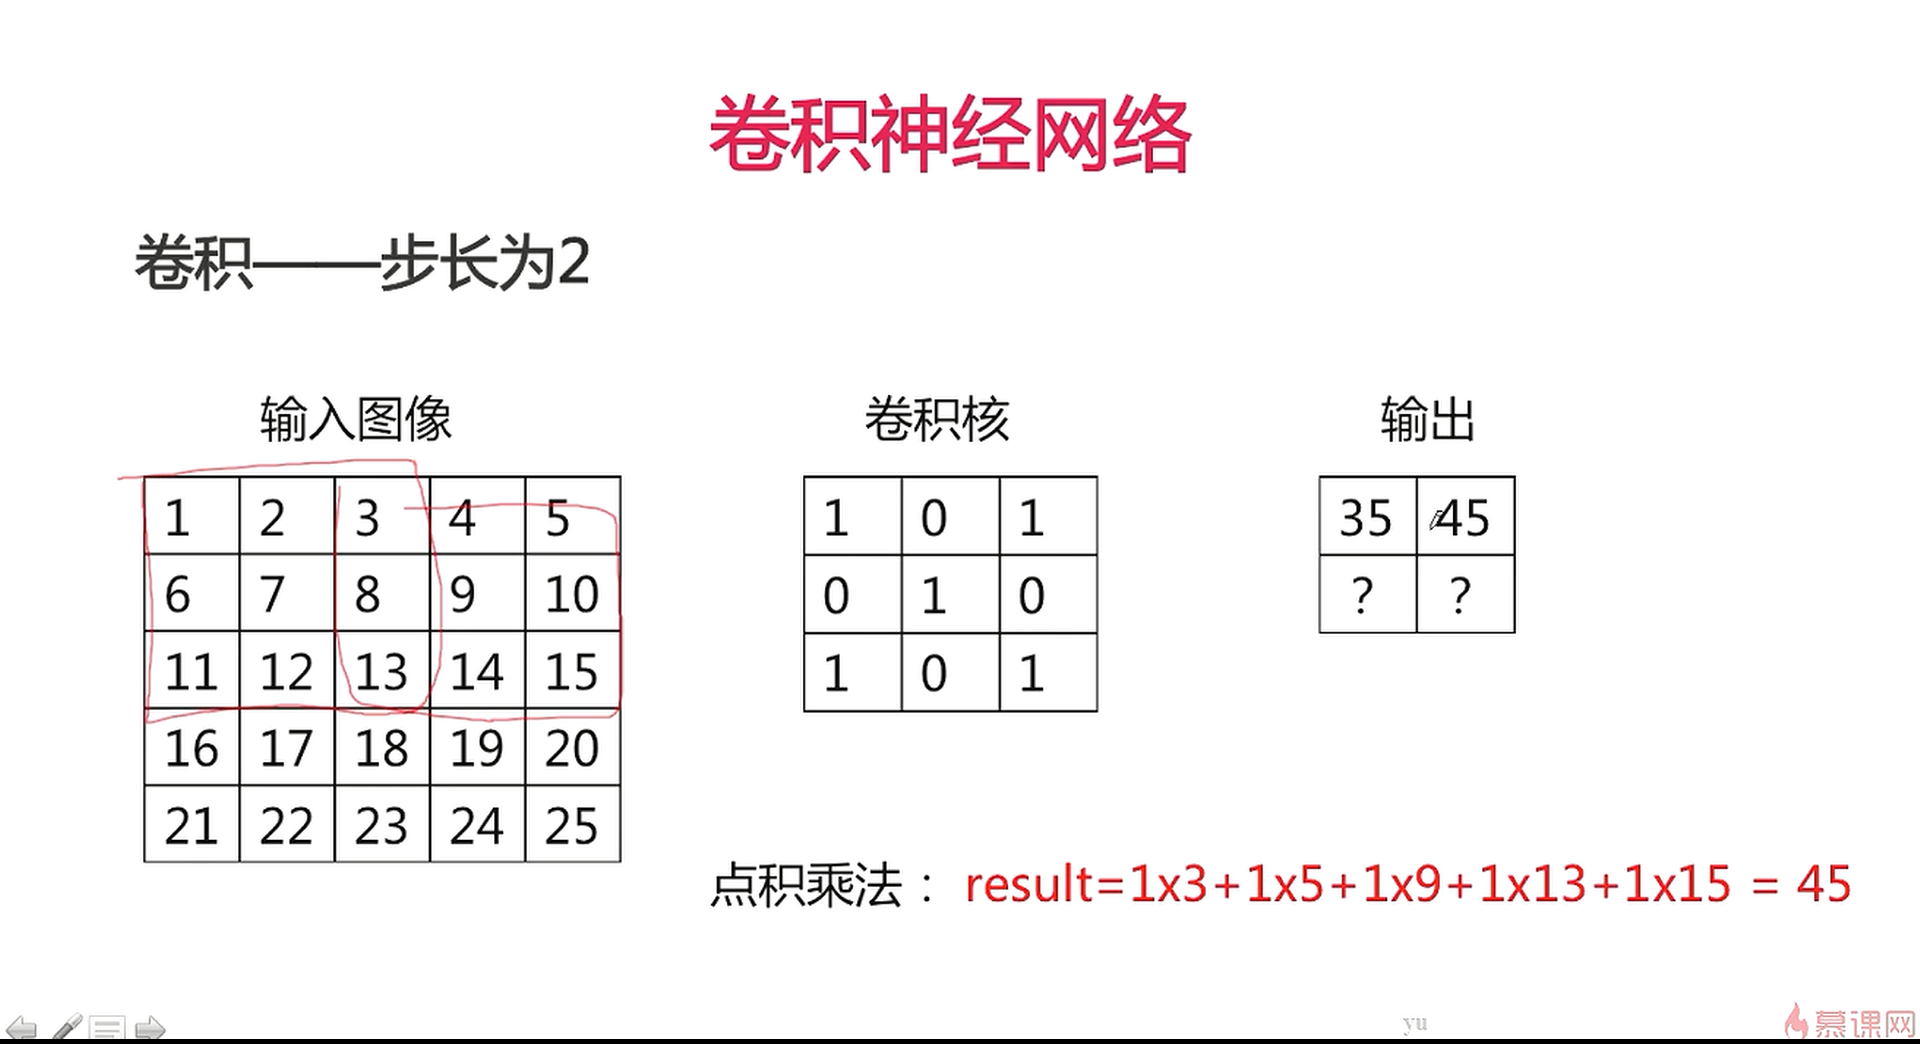 卷积神经网络
卷积——步长为2
输入图像 卷积核 输出
1 2 3 4 5
6 7 8 9 10
11 12 13 14 15
16 17 18 19 20
21 22 23 24 25
1 0 1
0 1 0
1 0 1
35 45
? ?
点积乘法： result=1x3+1x5+1x9+1x13+1x15 = 45
yu
慕课网